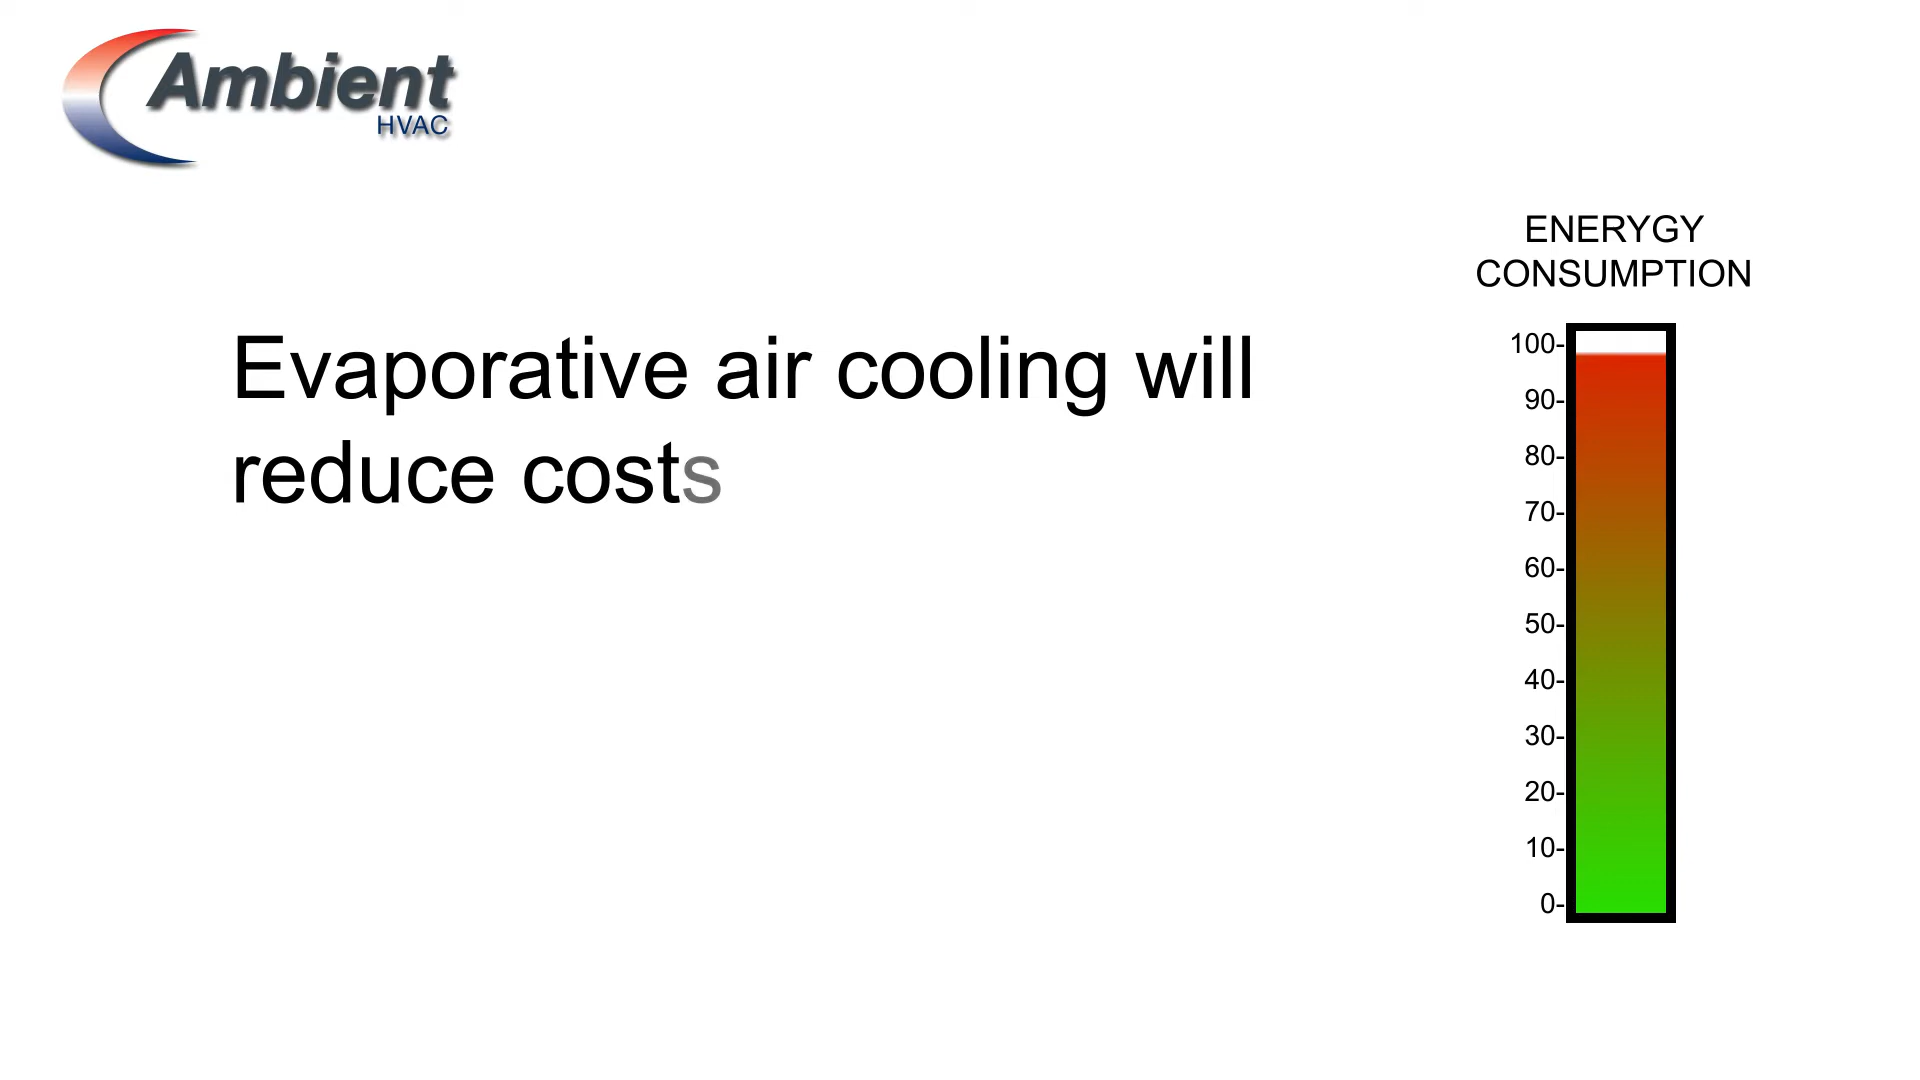 Ambient
HVAC
ENERYGY
CONSUMPTION
Evaporative air cooling will
reduce costs
100-
90-
80-
70-
60-
50-
40-
30-
20-
10-
0-